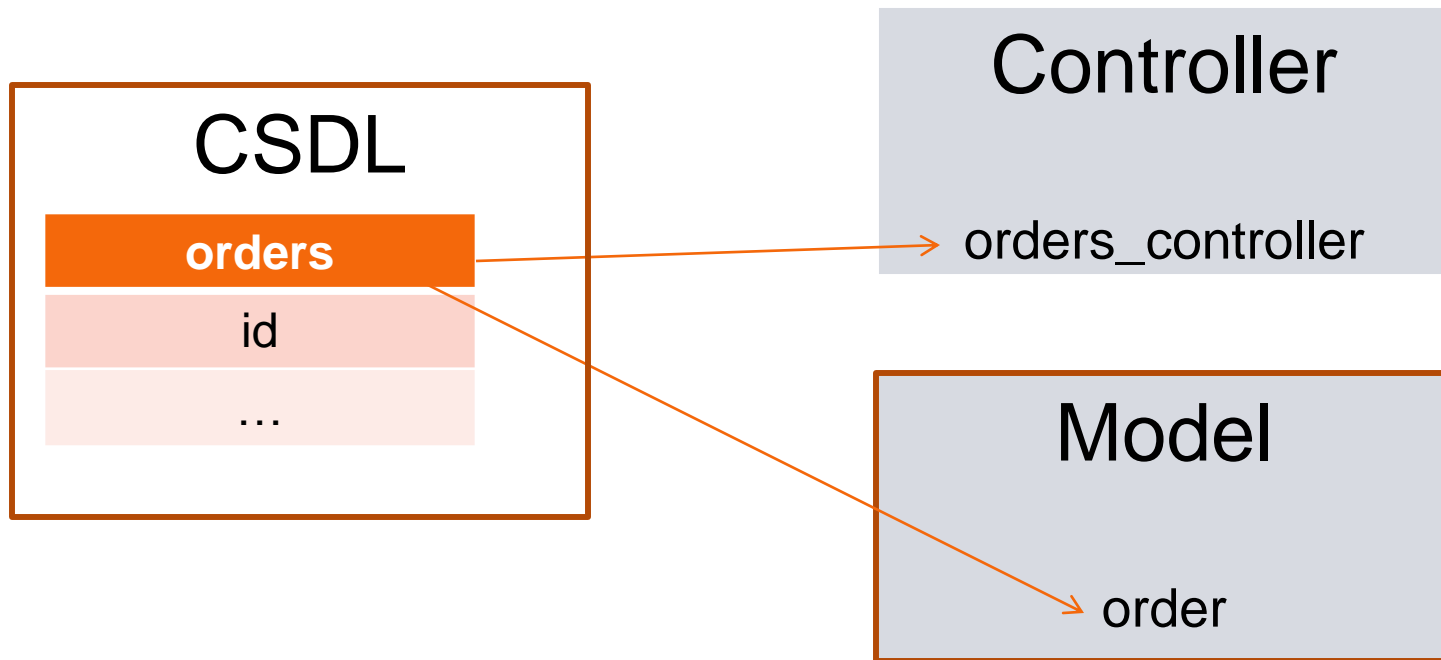 CSDL
orders
id
…
Controller
orders_controller
Model
order